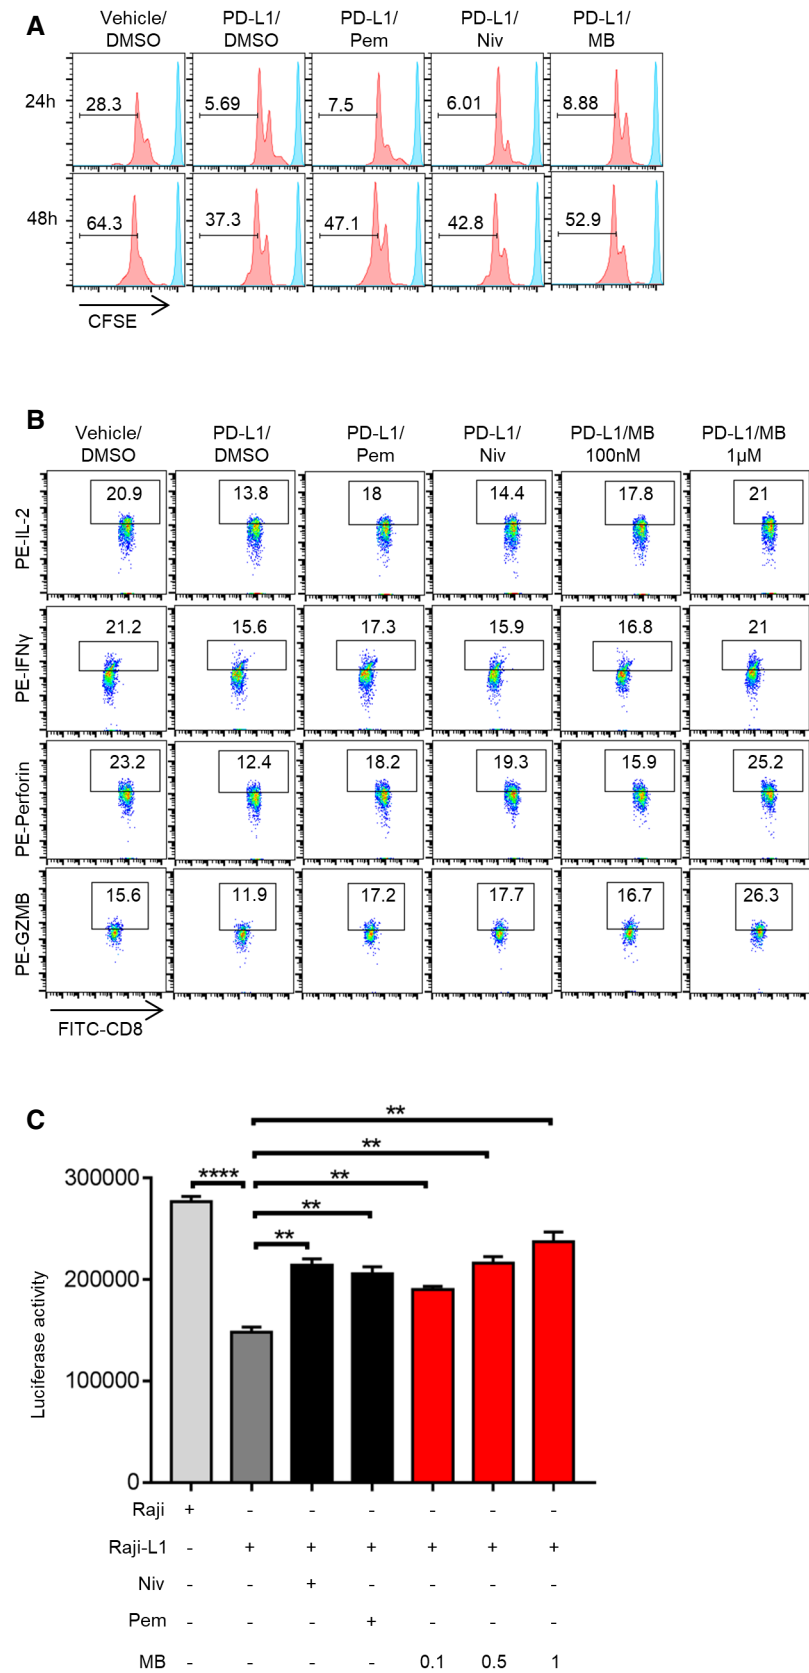 A
Vehicle/ PD-L1/ PD-L1/ PD-L1/ PD-L1/
DMSO DMSO Pem Niv MB
24h 28.3 5.69 7.5 6.01 8.88
48h 64.3 37.3 47.1 42.8 52.9
CFSE
B
Vehicle/ PD-L1/ PD-L1/ PD-L1/ PD-L1/MB PD-L1/MB
DMSO DMSO Pem Niv 100nM 1μM
PE-IL-2 20.9 13.8 18 14.4 17.8 21
PE-IFNγ 21.2 15.6 17.3 15.9 16.8 21
PE-Perforin 23.2 12.4 18.2 19.3 15.9 25.2
PE-GZMB 15.6 11.9 17.2 17.7 16.7 26.3
FITC-CD8
C
**
**
**** **
**
**
300000
200000
100000
0
Luciferase activity
Raji + - - - - - -
Raji-L1 - + + + + + +
Niv - - + - - - -
Pem - - - + - - -
MB - - - - 0.1 0.5 1